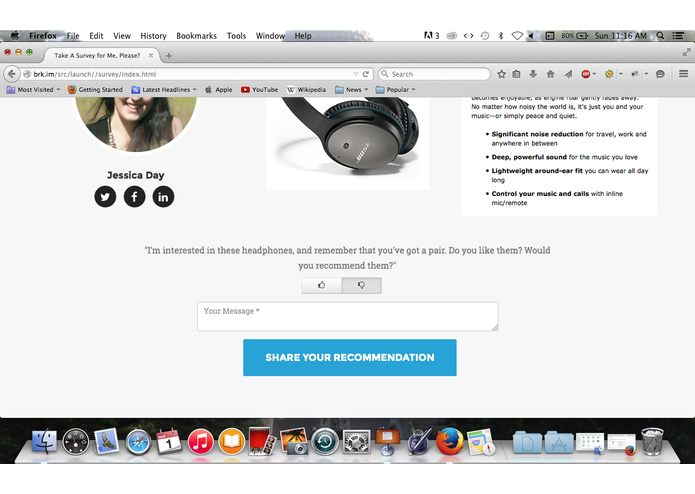 Firefox File Edit View History Bookmarks Tools Window Help
3 80% Sun 11:16 AM
Take A Survey for Me, Please?
brk.im/src/launch//survey/index.html
Search
ABP
Most Visited Getting Started Latest Headlines Apple YouTube Wikipedia News Popular
becomes enjoyable, as engine roar gently fades away.
No matter how noisy the world is, it's just you and your
music—or simply peace and quiet.
• Significant noise reduction for travel, work and
anywhere in between
• Deep, powerful sound for the music you love
• Lightweight around-ear fit you can wear all day
long
• Control your music and calls with inline
mic/remote
BOSE
Jessica Day
"I'm interested in these headphones, and remember that you've got a pair. Do you like them? Would
you recommend them?"
Your Message *
SHARE YOUR RECOMMENDATION
1